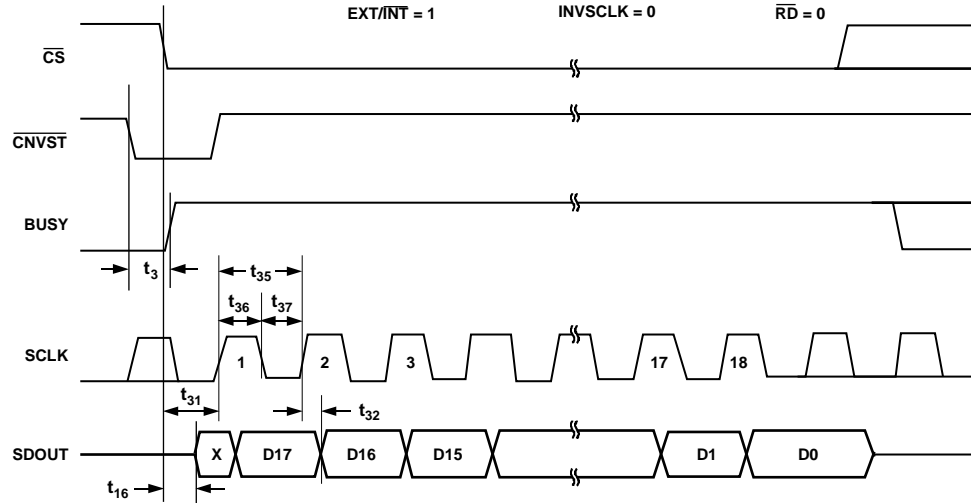 EXT/INT = 1 INVSCLK = 0 RD = 0
CS
CNVST
BUSY
t3
t35
t36 t37
SCLK 1 2 3 17 18
t31
t32
SDOUT X D17 D16 D15 D1 D0
t16